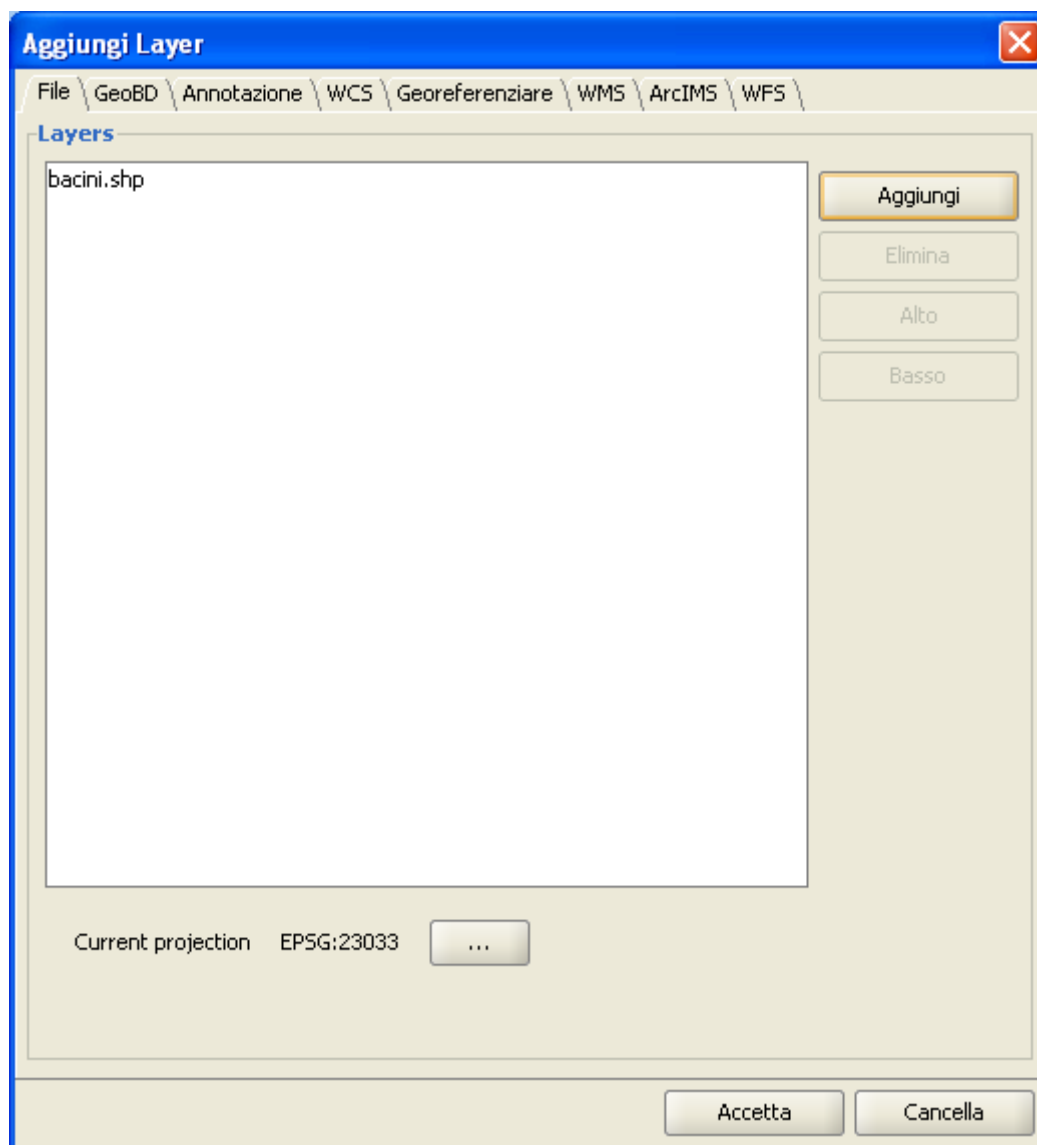 Aggiungi Layer
File GeoBD Annotazione WCS Georeferenziare WMS ArcIMS WFS
Layers
bacini.shp
Aggiungi
Elimina
Alto
Basso
Current projection EPSG:23033 ...
Accetta Cancella